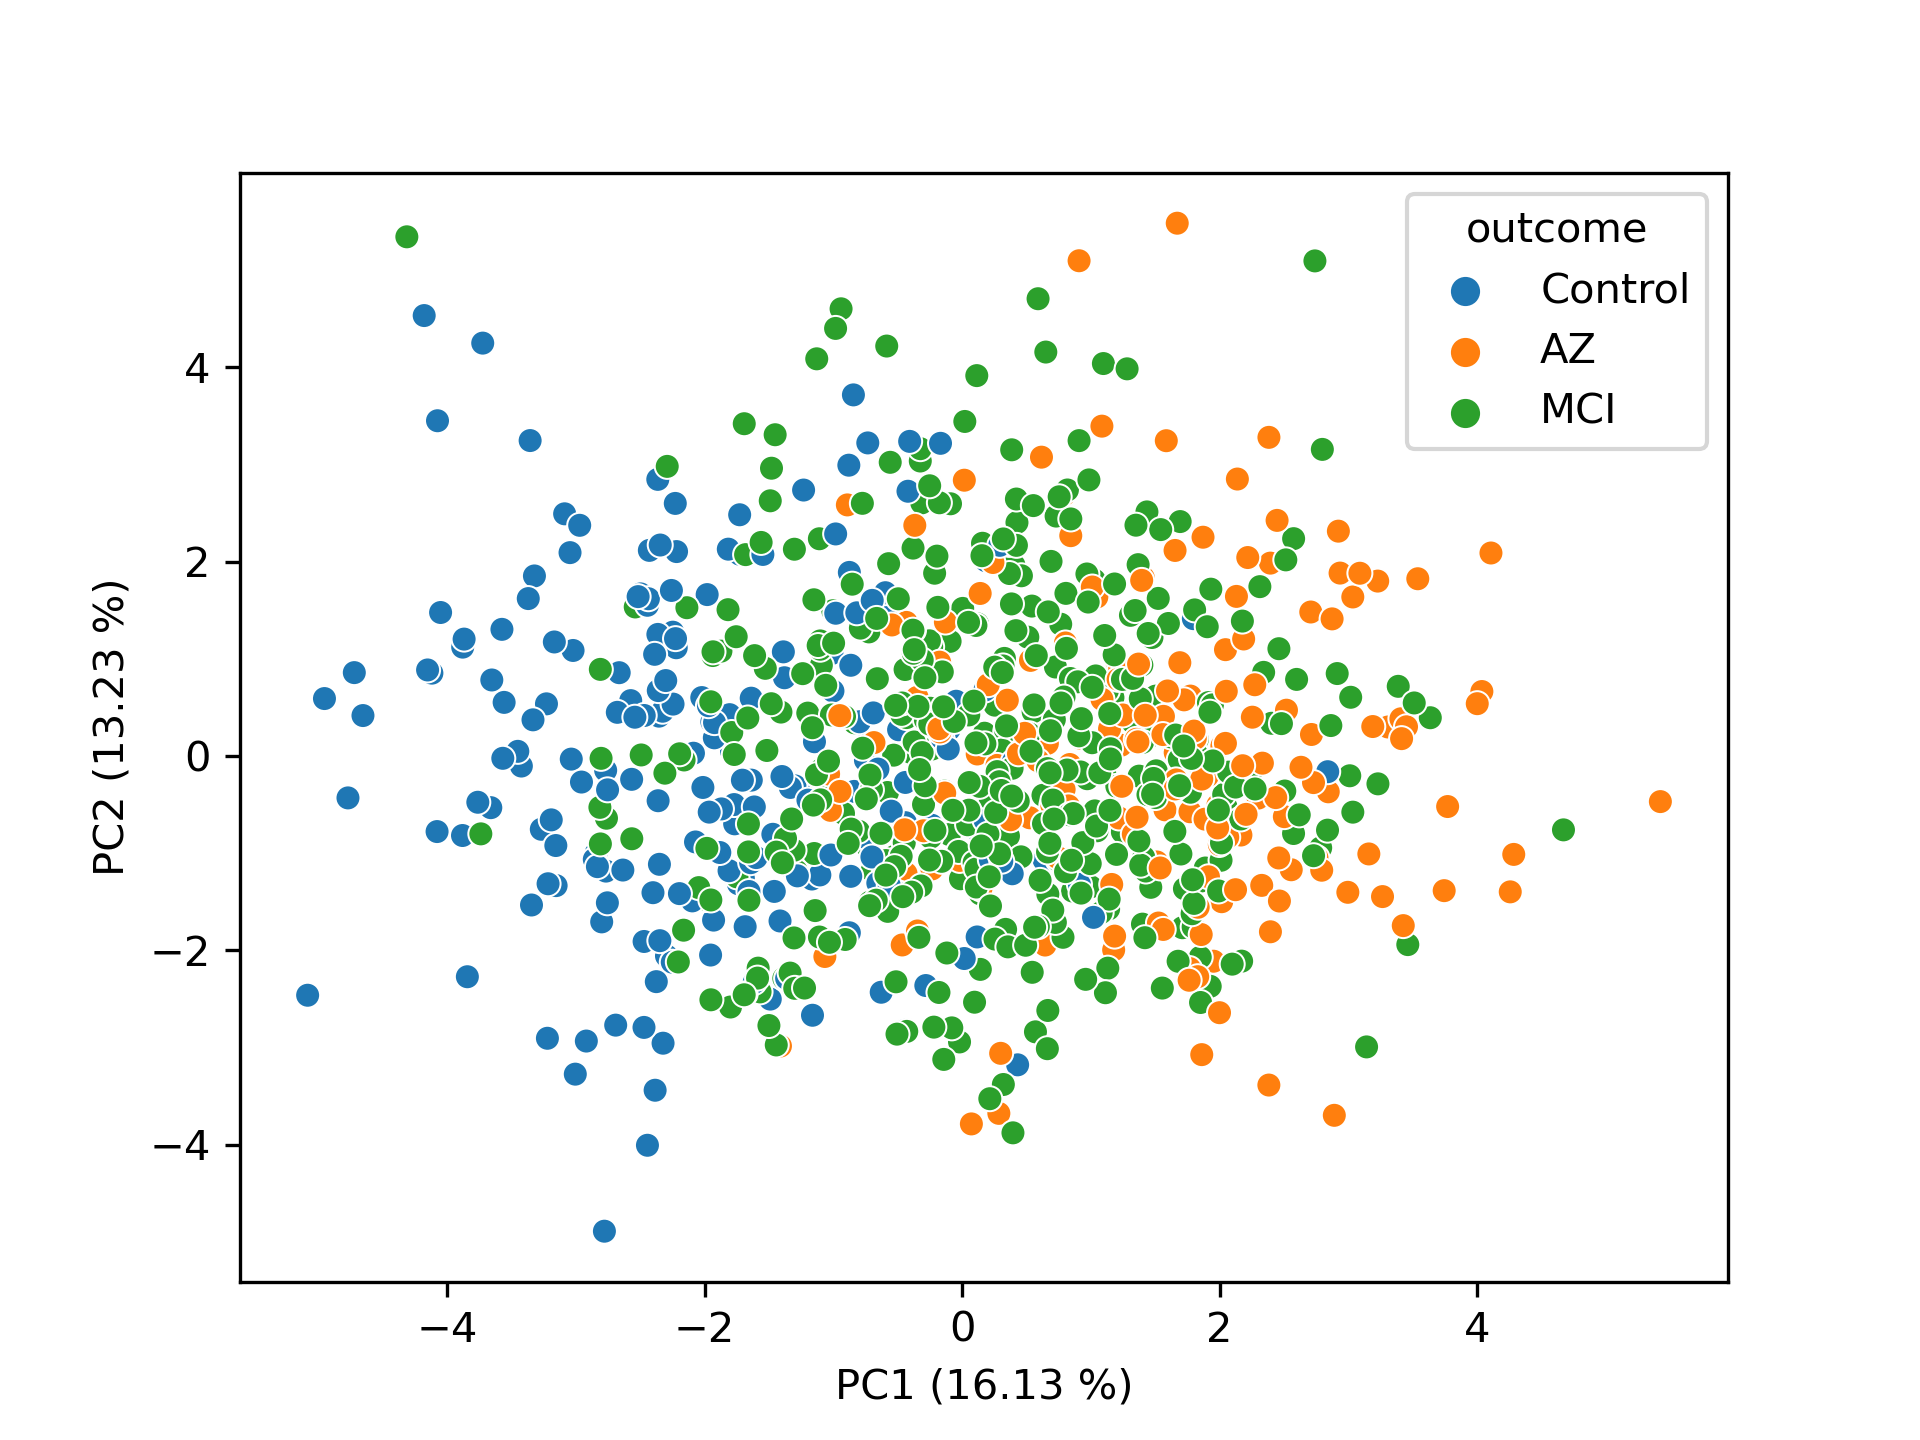 outcome
Control
AZ
MCI
4
2
0
−2
−4
PC2 (13.23 %)
−4 −2 0 2 4
PC1 (16.13 %)